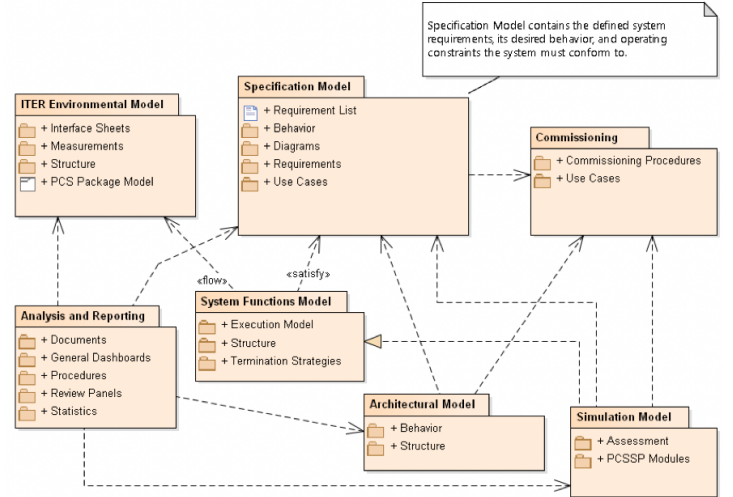 Specification Model contains the defined system
requirements, its desired behavior, and operating
constraints the system must conform to.
Specification Model
+ Requirement List
+ Behavior
+ Diagrams
+ Requirements
+ Use Cases
ITER Environmental Model
+ Interface Sheets
+ Measurements
+ Structure
+ PCS Package Model
Commissioning
+ Commissioning Procedures
+ Use Cases
«flow»
«satisfy»
System Functions Model
+ Execution Model
+ Structure
+ Termination Strategies
Analysis and Reporting
+ Documents
+ General Dashboards
+ Procedures
+ Review Panels
+ Statistics
Architectural Model
+ Behavior
+ Structure
Simulation Model
+ Assessment
+ PCSSP Modules